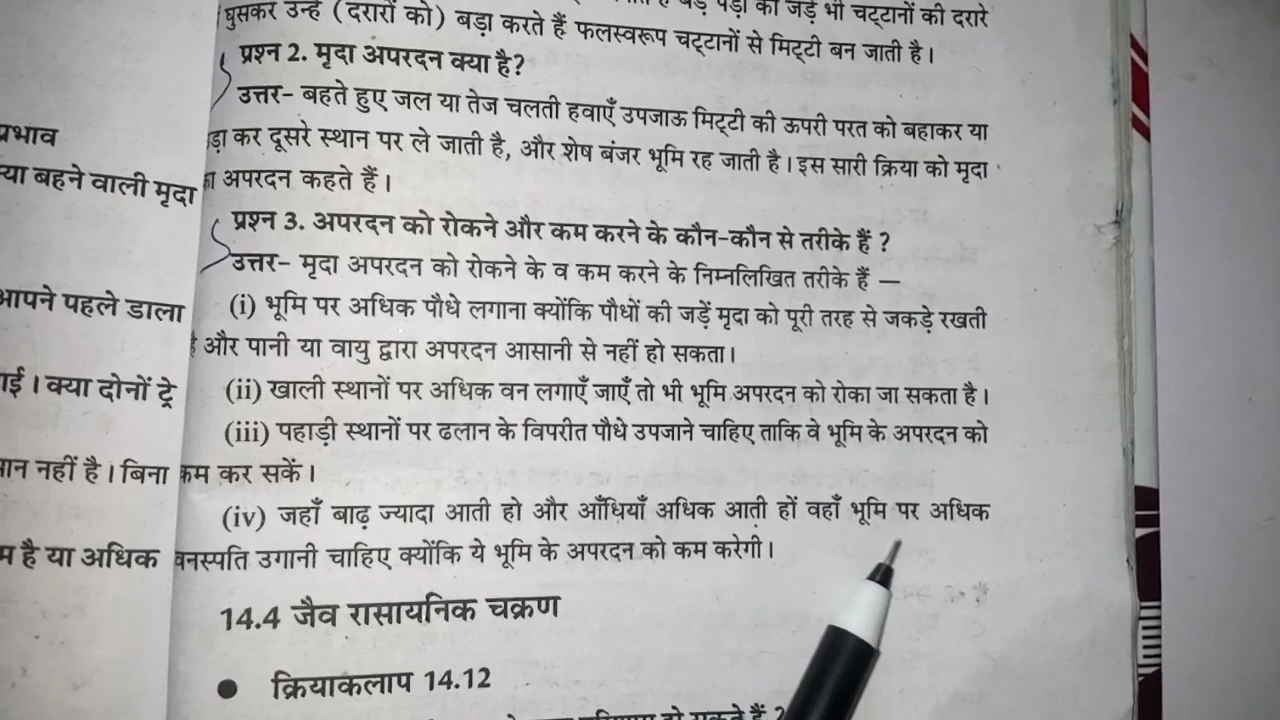 घुसकर उन्हें (दरारों को) बड़ा करते हैं फलस्वरूप चट्टानों से मिट्टी बन जाती है।
प्रश्न 2. मृदा अपरदन क्या है?
उत्तर– बहते हुए जल या तेज चलती हवाएँ उपजाऊ मिट्टी की ऊपरी परत को बहाकर या
कर दूसरे स्थान पर ले जाती है, और शेष बंजर भूमि रह जाती है। इस सारी क्रिया को मृदा
अपरदन कहते हैं।
प्रश्न 3. अपरदन को रोकने और कम करने के कौन-कौन से तरीके हैं ?
उत्तर– मृदा अपरदन को रोकने के व कम करने के निम्नलिखित तरीके हैं —
(i) भूमि पर अधिक पौधे लगाना क्योंकि पौधों की जड़ें मृदा को पूरी तरह से जकड़े रखती
और पानी या वायु द्वारा अपरदन आसानी से नहीं हो सकता।
(ii) खाली स्थानों पर अधिक वन लगाएँ जाएँ तो भी भूमि अपरदन को रोका जा सकता है।
(iii) पहाड़ी स्थानों पर ढलान के विपरीत पौधे उपजाने चाहिए ताकि वे भूमि के अपरदन को
कम कर सकें।
(iv) जहाँ बाढ़ ज्यादा आती हो और आँधियाँ अधिक आती हों वहाँ भूमि पर अधिक
वनस्पति उगानी चाहिए क्योंकि ये भूमि के अपरदन को कम करेगी।
14.4 जैव रासायनिक चक्रण
● क्रियाकलाप 14.12
प्रभाव
बहने वाली मृदा
आपने पहले डाला
क्या दोनों ट्रे
नहीं है। बिना
है या अधिक